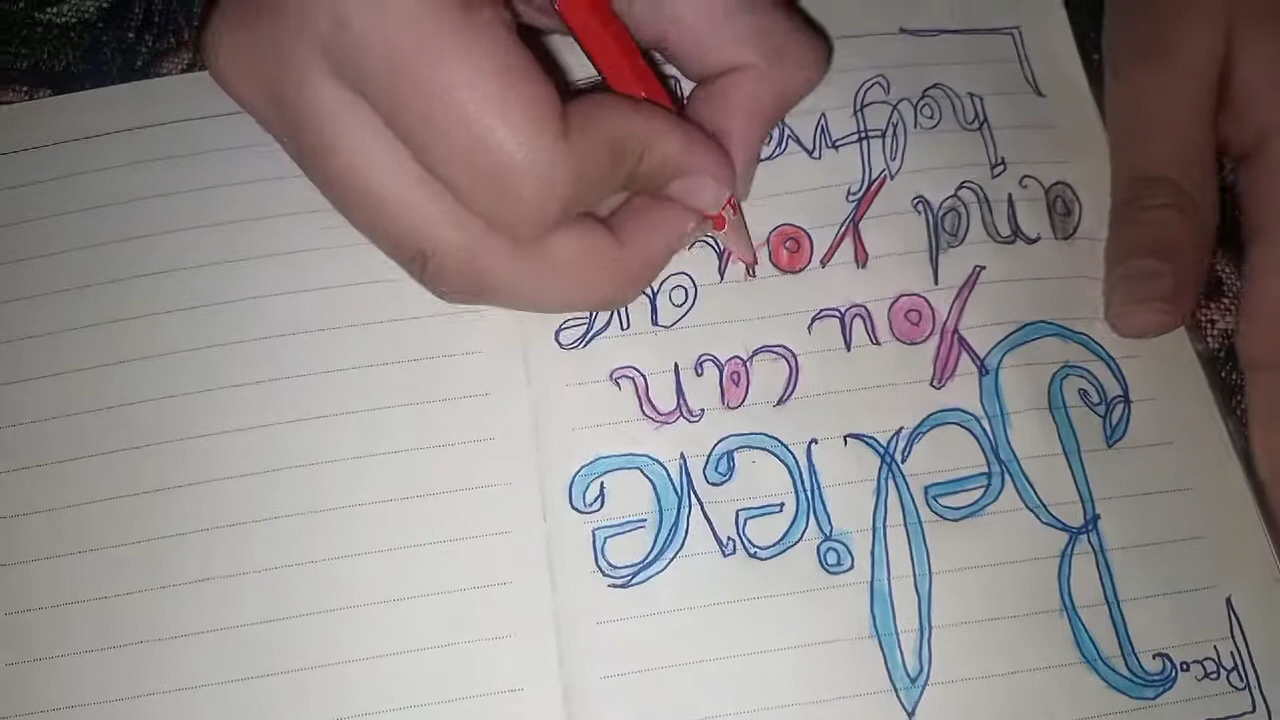 Believe
you can
and you are
halfway